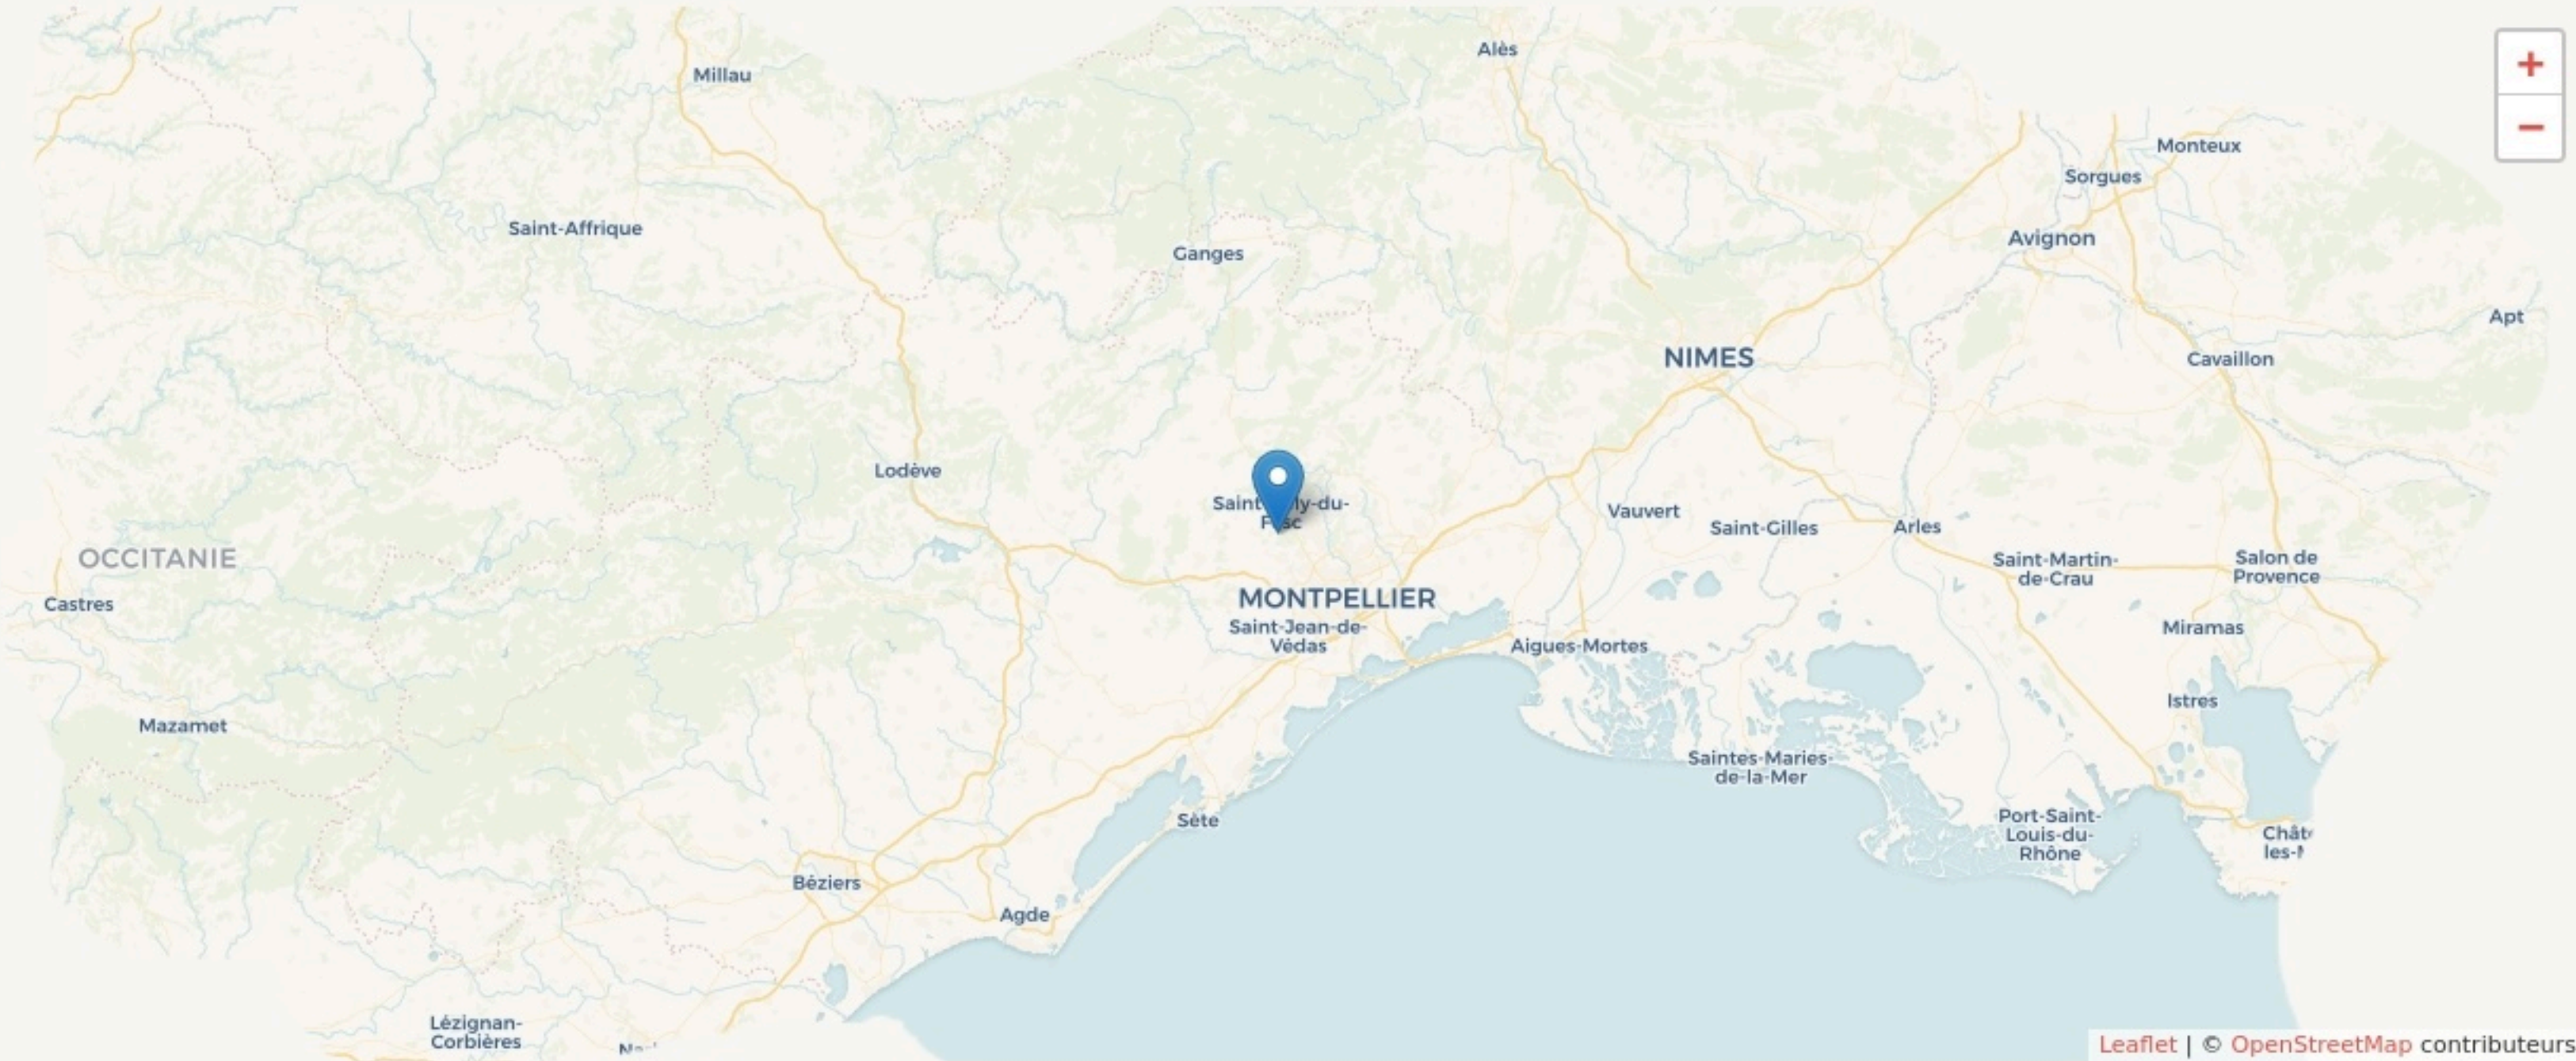 Alès
Millau
+
Monteux
−
Sorgues
Saint-Affrique
Avignon
Ganges
Apt
NIMES
Cavaillon
Lodève
Vauvert
Saint-Gilles
Arles
OCCITANIE
Saint-Martin-
de-Crau
Salon de
Provence
MONTPELLIER
Castres
Saint-Jean-de-
Védas
Miramas
Aigues-Mortes
Istres
Mazamet
Saintes-Maries-
de-la-Mer
Sète
Port-Saint-
Louis-du-
Rhône
Béziers
Agde
Lézignan-
Corbières
Leaflet | © OpenStreetMap contributeurs